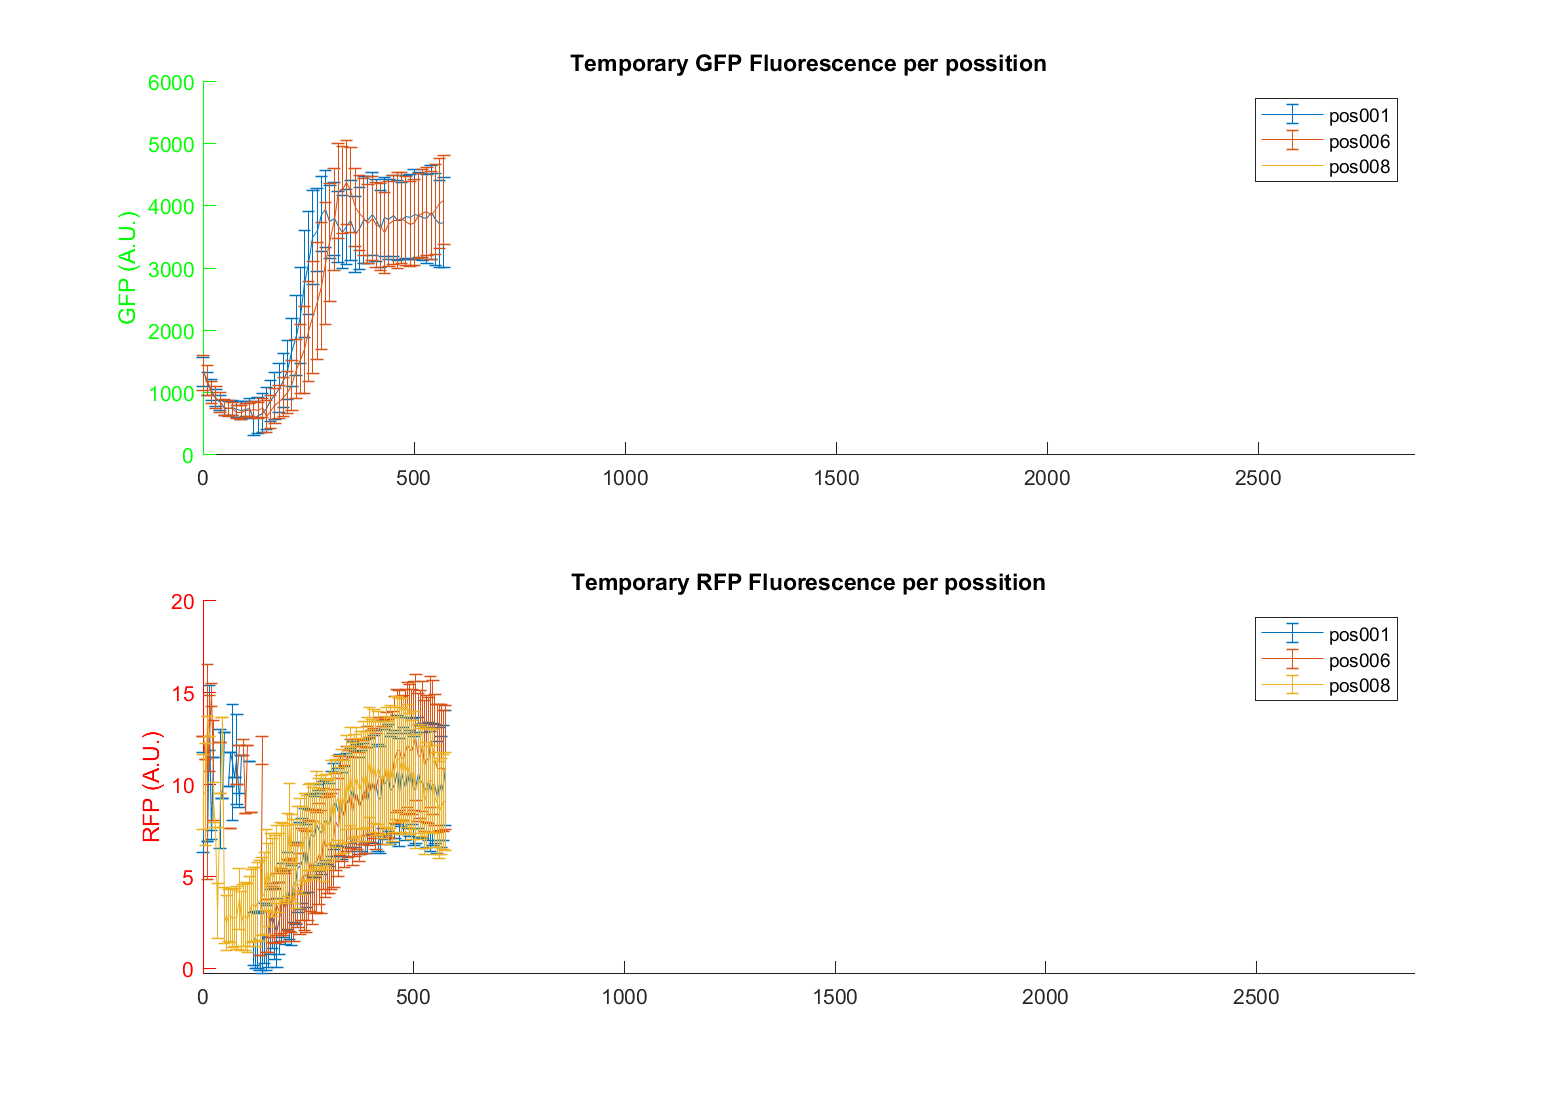 Temporary GFP Fluorescence per possition
6000
5000
4000
3000
2000
1000
0
GFP (A.U.)
0 500 1000 1500 2000 2500
pos001
pos006
pos008
Temporary RFP Fluorescence per possition
20
15
10
5
0
RFP (A.U.)
0 500 1000 1500 2000 2500
pos001
pos006
pos008